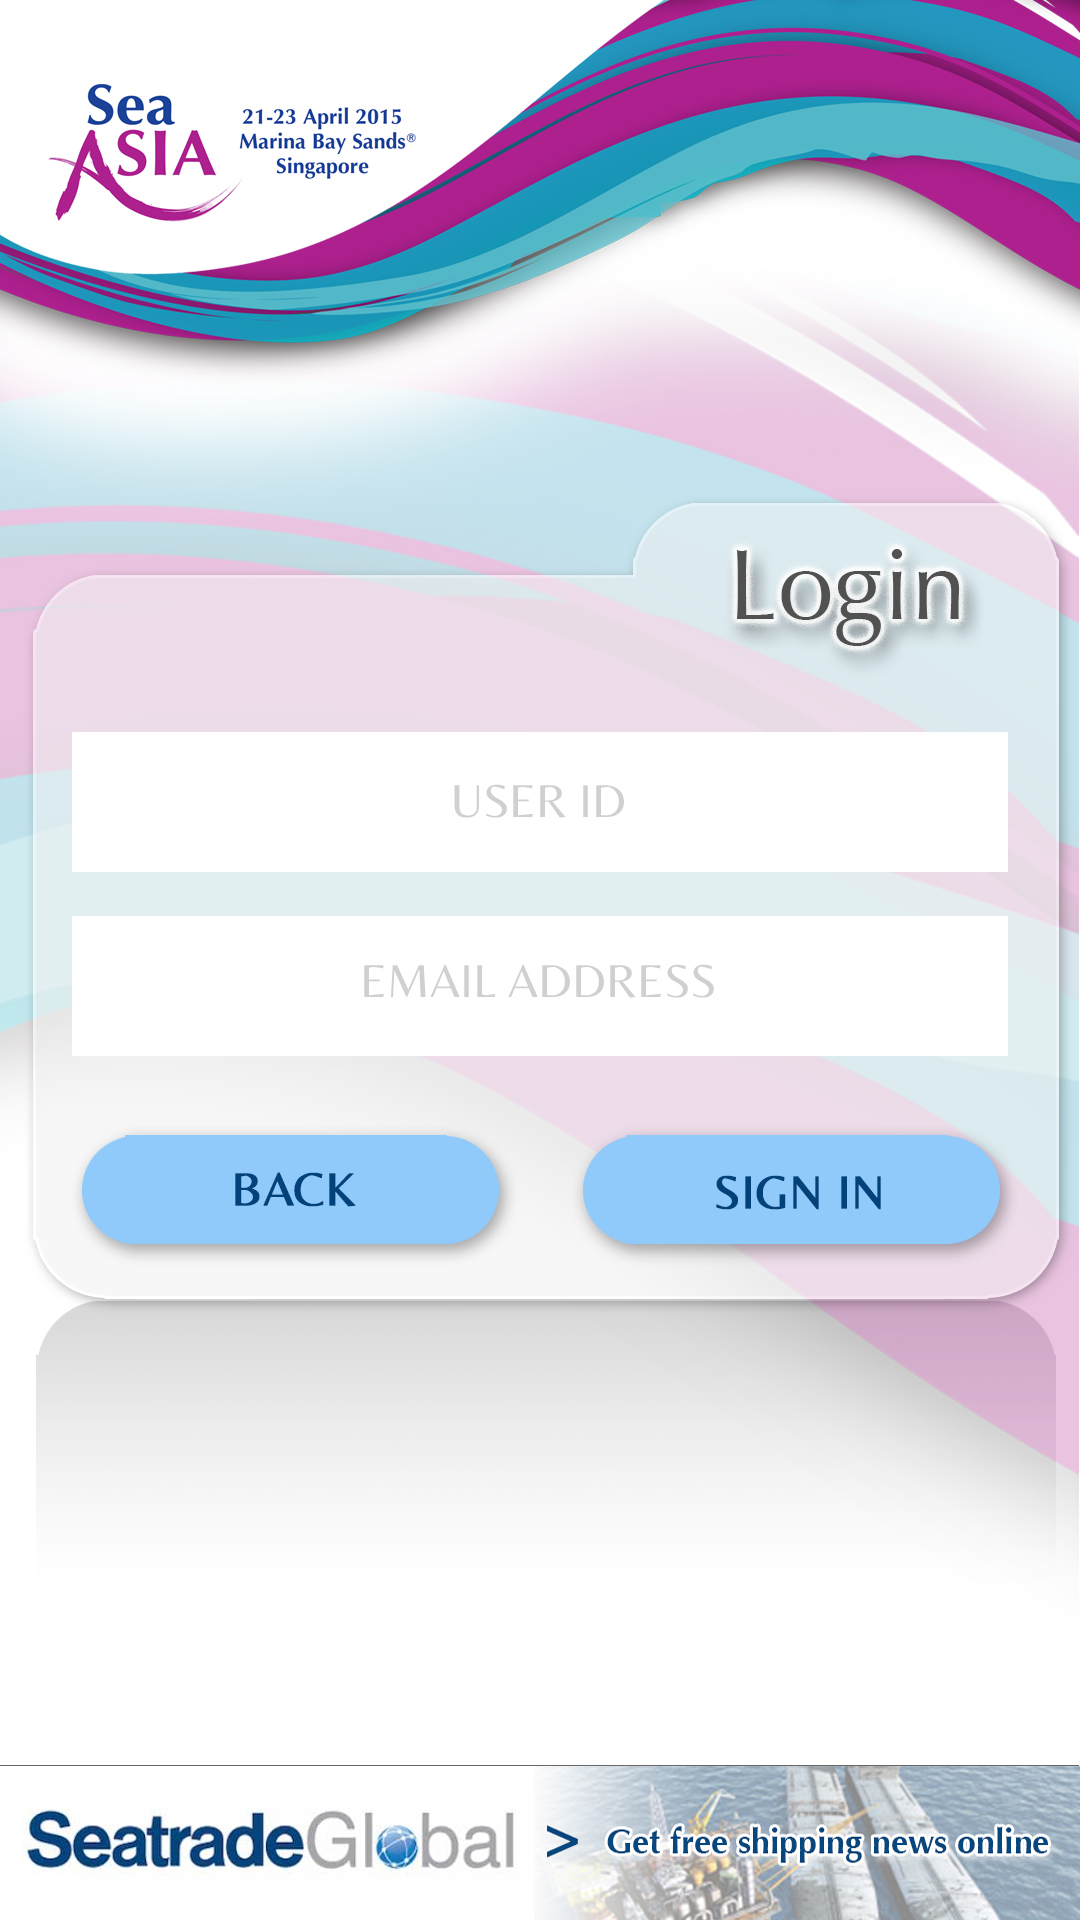 Sea
ASIA
21-23 April 2015
Marina Bay Sands®
Singapore
Login
USER ID
EMAIL ADDRESS
BACK
SIGN IN
SeatradeGlobal
> Get free shipping news online